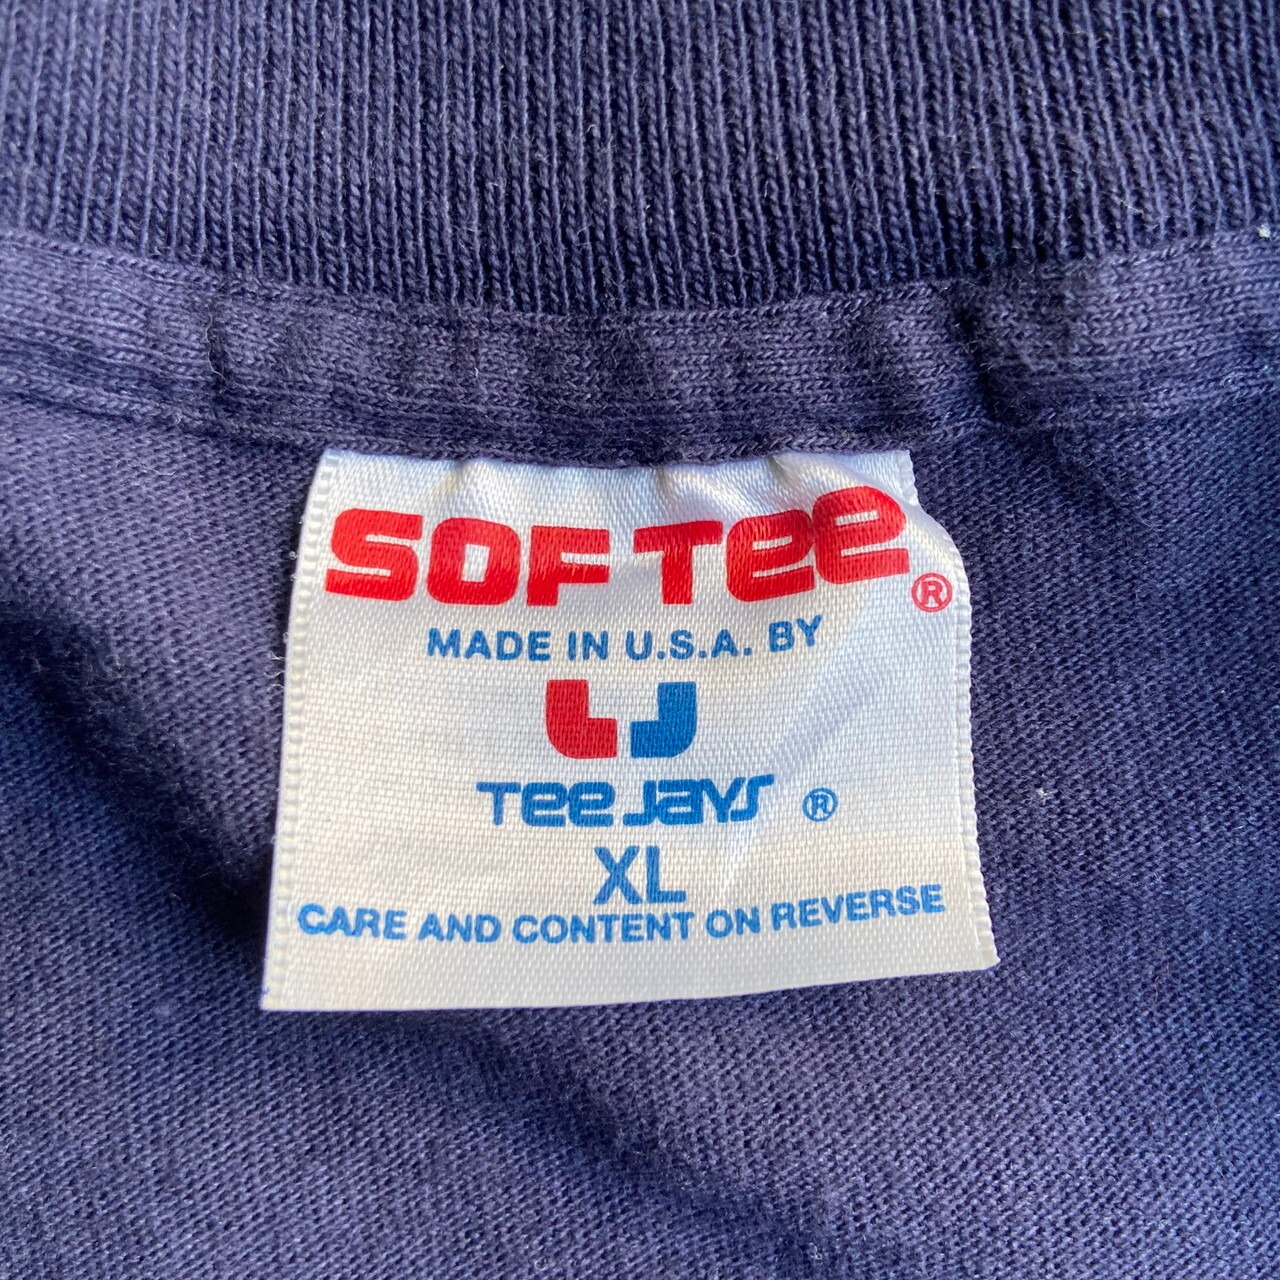 SOF TEE ®
MADE IN U.S.A. BY
TEE JAYS ®
XL
CARE AND CONTENT ON REVERSE